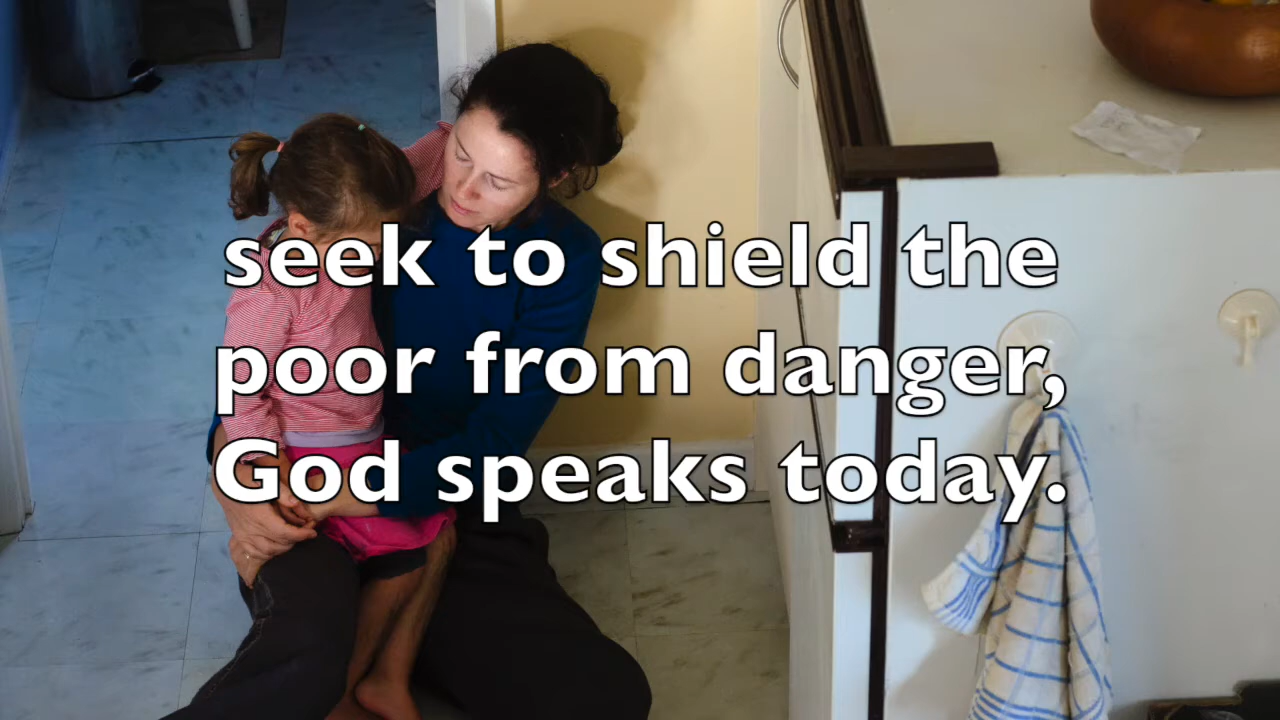 seek to shield the
poor from danger,
God speaks today.